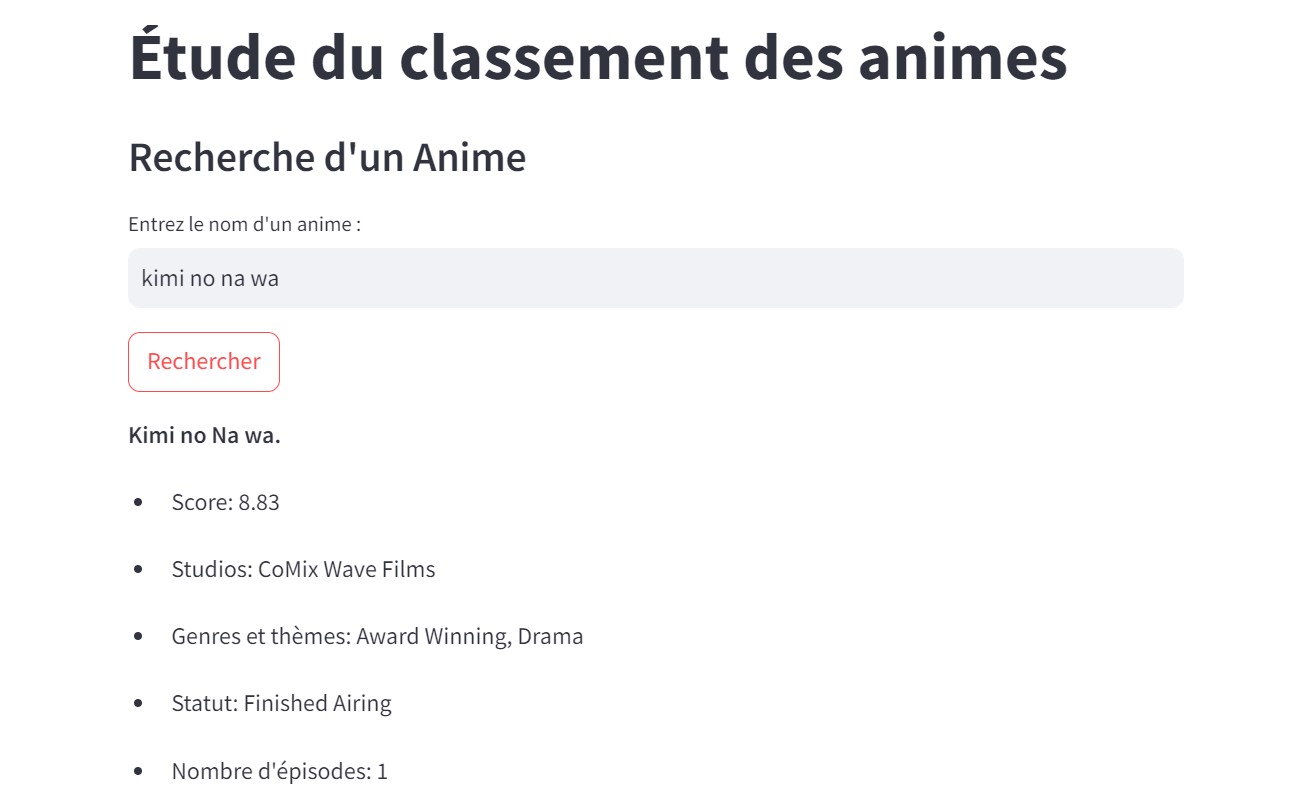 Étude du classement des animes
Recherche d'un Anime
Entrez le nom d'un anime :
kimi no na wa
Rechercher
Kimi no Na wa.
• Score: 8.83
• Studios: CoMix Wave Films
• Genres et thèmes: Award Winning, Drama
• Statut: Finished Airing
• Nombre d'épisodes: 1